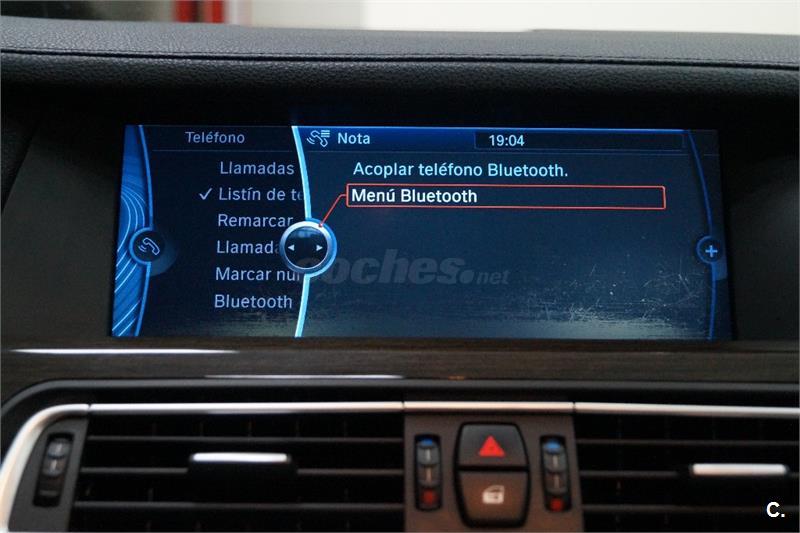 Teléfono
Nota
19:04
Llamadas
Listín de te
Remarcar
Llamada
Marcar nú
Bluetooth
Acoplar teléfono Bluetooth.
Menú Bluetooth
coches.net
C.